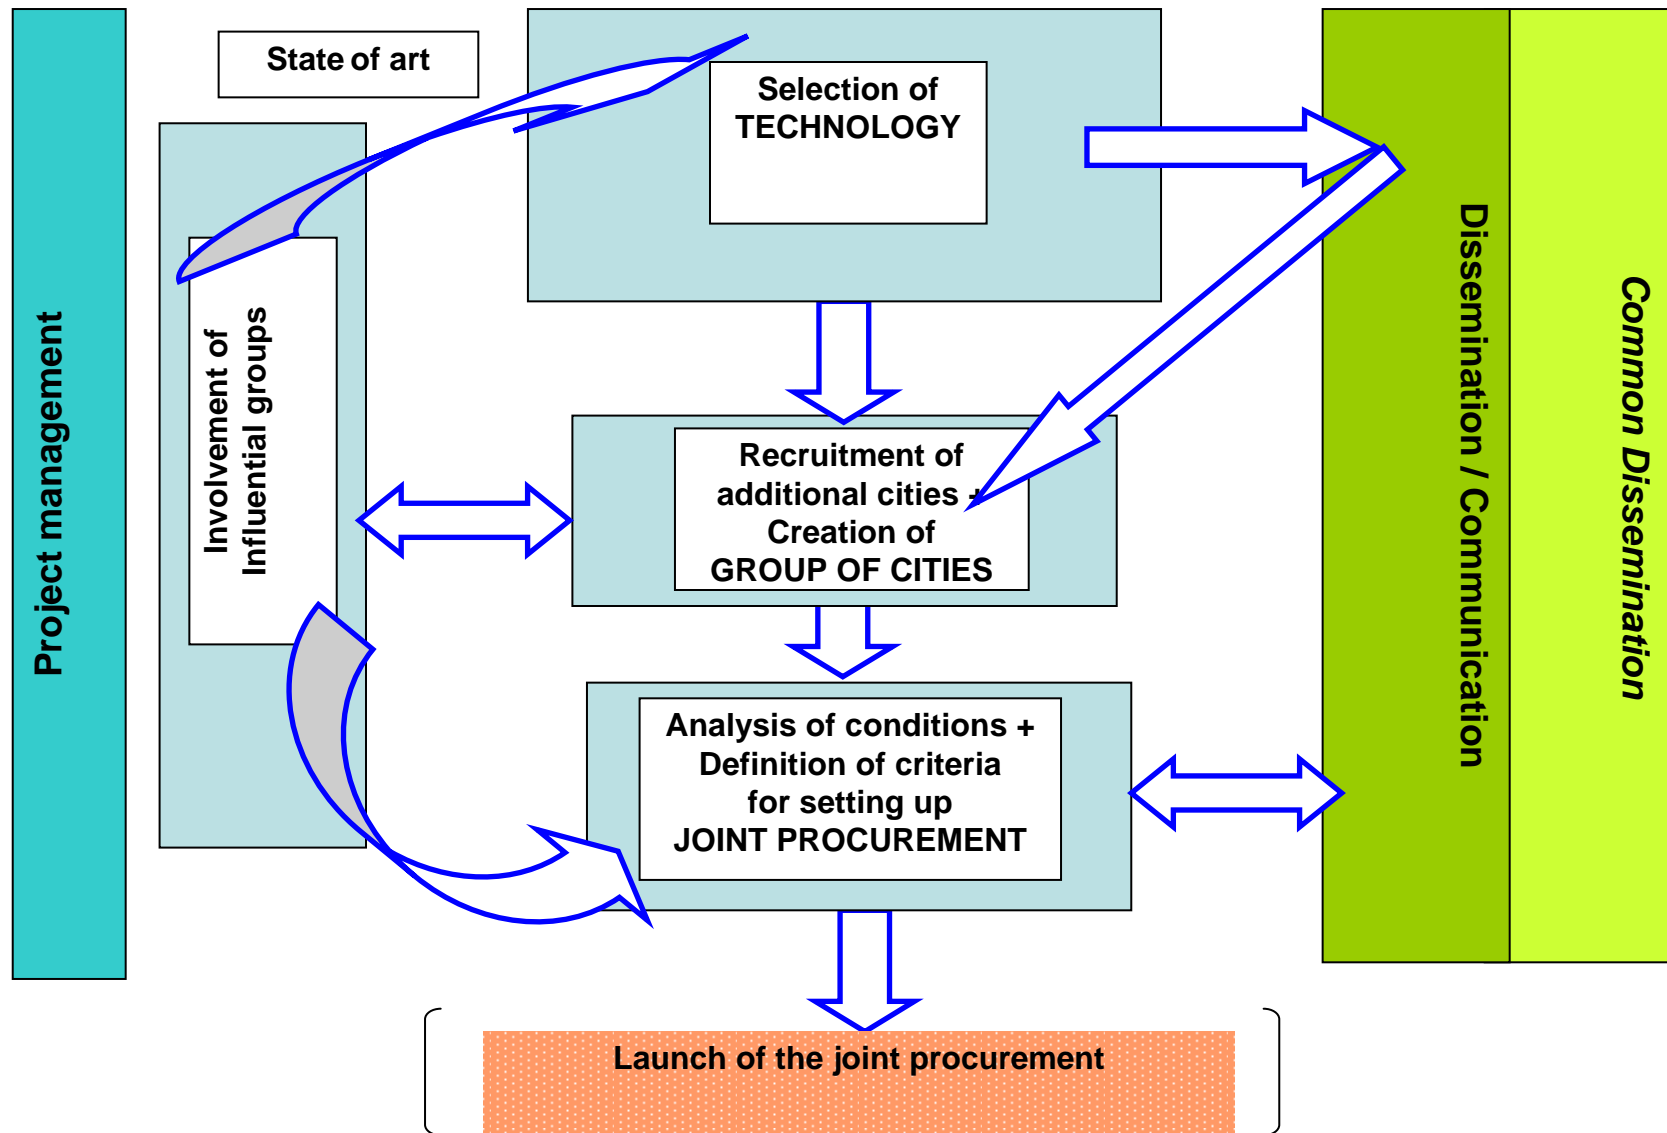 State of art
Selection of
TECHNOLOGY
Project management
Involvement of
Influential groups
Recruitment of
additional cities +
Creation of
GROUP OF CITIES
Analysis of conditions +
Definition of criteria
for setting up
JOINT PROCUREMENT
Dissemination / Communication
Common Dissemination
Launch of the joint procurement